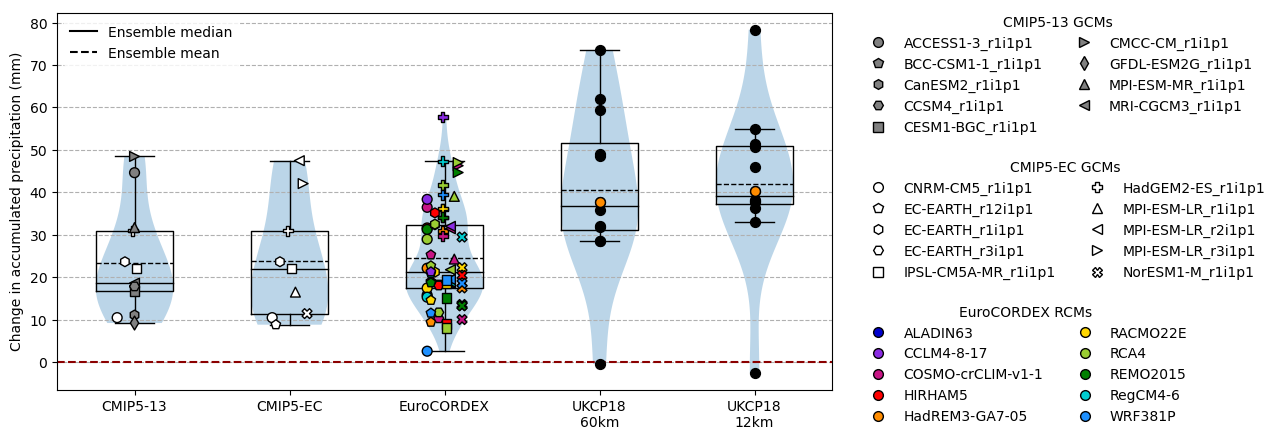 Change in accumulated precipitation (mm)
80
70
60
50
40
30
20
10
0
Ensemble median
Ensemble mean
CMIP5-13
CMIP5-EC
EuroCORDEX
UKCP18
60km
UKCP18
12km
CMIP5-13 GCMs
ACCESS1-3_r1i1p1
BCC-CSM1-1_r1i1p1
CanESM2_r1i1p1
CCSM4_r1i1p1
CESM1-BGC_r1i1p1
CMCC-CM_r1i1p1
GFDL-ESM2G_r1i1p1
MPI-ESM-MR_r1i1p1
MRI-CGCM3_r1i1p1
CMIP5-EC GCMs
CNRM-CM5_r1i1p1
EC-EARTH_r12i1p1
EC-EARTH_r1i1p1
EC-EARTH_r3i1p1
IPSL-CM5A-MR_r1i1p1
HadGEM2-ES_r1i1p1
MPI-ESM-LR_r1i1p1
MPI-ESM-LR_r2i1p1
MPI-ESM-LR_r3i1p1
NorESM1-M_r1i1p1
EuroCORDEX RCMs
ALADIN63
CCLM4-8-17
COSMO-crCLIM-v1-1
HIRHAM5
HadREM3-GA7-05
RACMO22E
RCA4
REMO2015
RegCM4-6
WRF381P